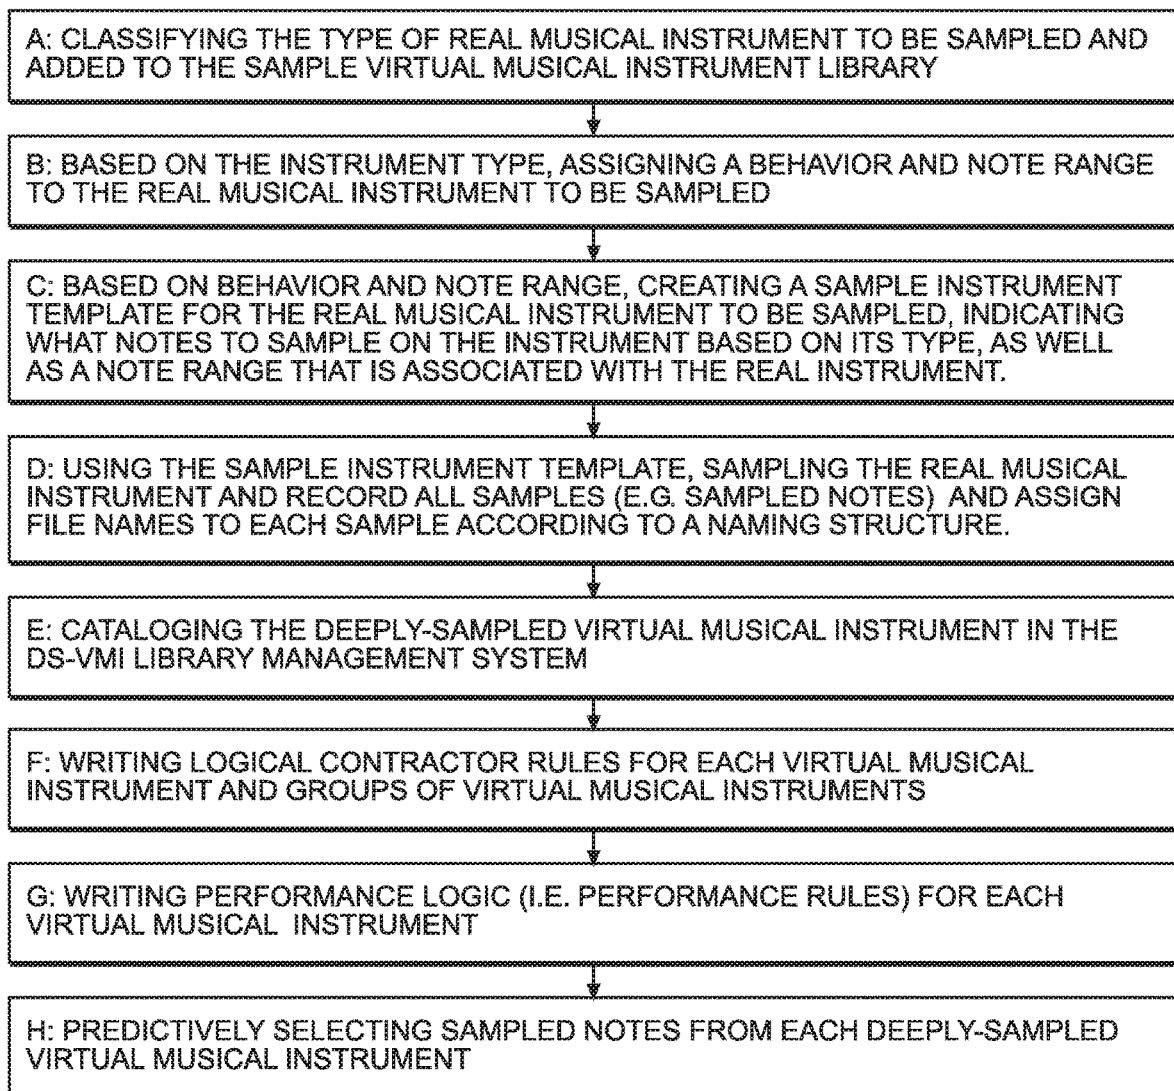 A: CLASSIFYING THE TYPE OF REAL MUSICAL INSTRUMENT TO BE SAMPLED AND
ADDED TO THE SAMPLE VIRTUAL MUSICAL INSTRUMENT LIBRARY
B: BASED ON THE INSTRUMENT TYPE, ASSIGNING A BEHAVIOR AND NOTE RANGE
TO THE REAL MUSICAL INSTRUMENT TO BE SAMPLED
C: BASED ON BEHAVIOR AND NOTE RANGE, CREATING A SAMPLE INSTRUMENT
TEMPLATE FOR THE REAL MUSICAL INSTRUMENT TO BE SAMPLED, INDICATING
WHAT NOTES TO SAMPLE ON THE INSTRUMENT BASED ON ITS TYPE, AS WELL
AS A NOTE RANGE THAT IS ASSOCIATED WITH THE REAL INSTRUMENT.
D: USING THE SAMPLE INSTRUMENT TEMPLATE, SAMPLING THE REAL MUSICAL
INSTRUMENT AND RECORD ALL SAMPLES (E.G. SAMPLED NOTES) AND ASSIGN
FILE NAMES TO EACH SAMPLE ACCORDING TO A NAMING STRUCTURE.
E: CATALOGING THE DEEPLY-SAMPLED VIRTUAL MUSICAL INSTRUMENT IN THE
DS-VMI LIBRARY MANAGEMENT SYSTEM
F: WRITING LOGICAL CONTRACTOR RULES FOR EACH VIRTUAL MUSICAL
INSTRUMENT AND GROUPS OF VIRTUAL MUSICAL INSTRUMENTS
G: WRITING PERFORMANCE LOGIC (I.E. PERFORMANCE RULES) FOR EACH
VIRTUAL MUSICAL INSTRUMENT
H: PREDICTIVELY SELECTING SAMPLED NOTES FROM EACH DEEPLY-SAMPLED
VIRTUAL MUSICAL INSTRUMENT